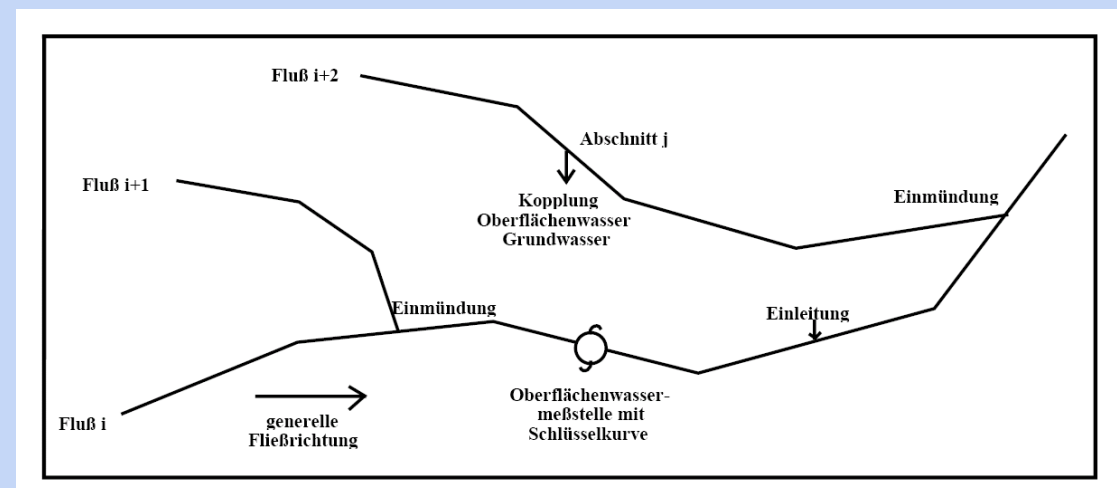 Fluß i+2
Abschnitt j
Fluß i+1
Kopplung
Oberflächenwasser
Grundwasser
Einmündung
Einmündung
Einleitung
Oberflächenwasser-
meßstelle mit
Schlüsselkurve
Fluß i
generelle
Fließrichtung